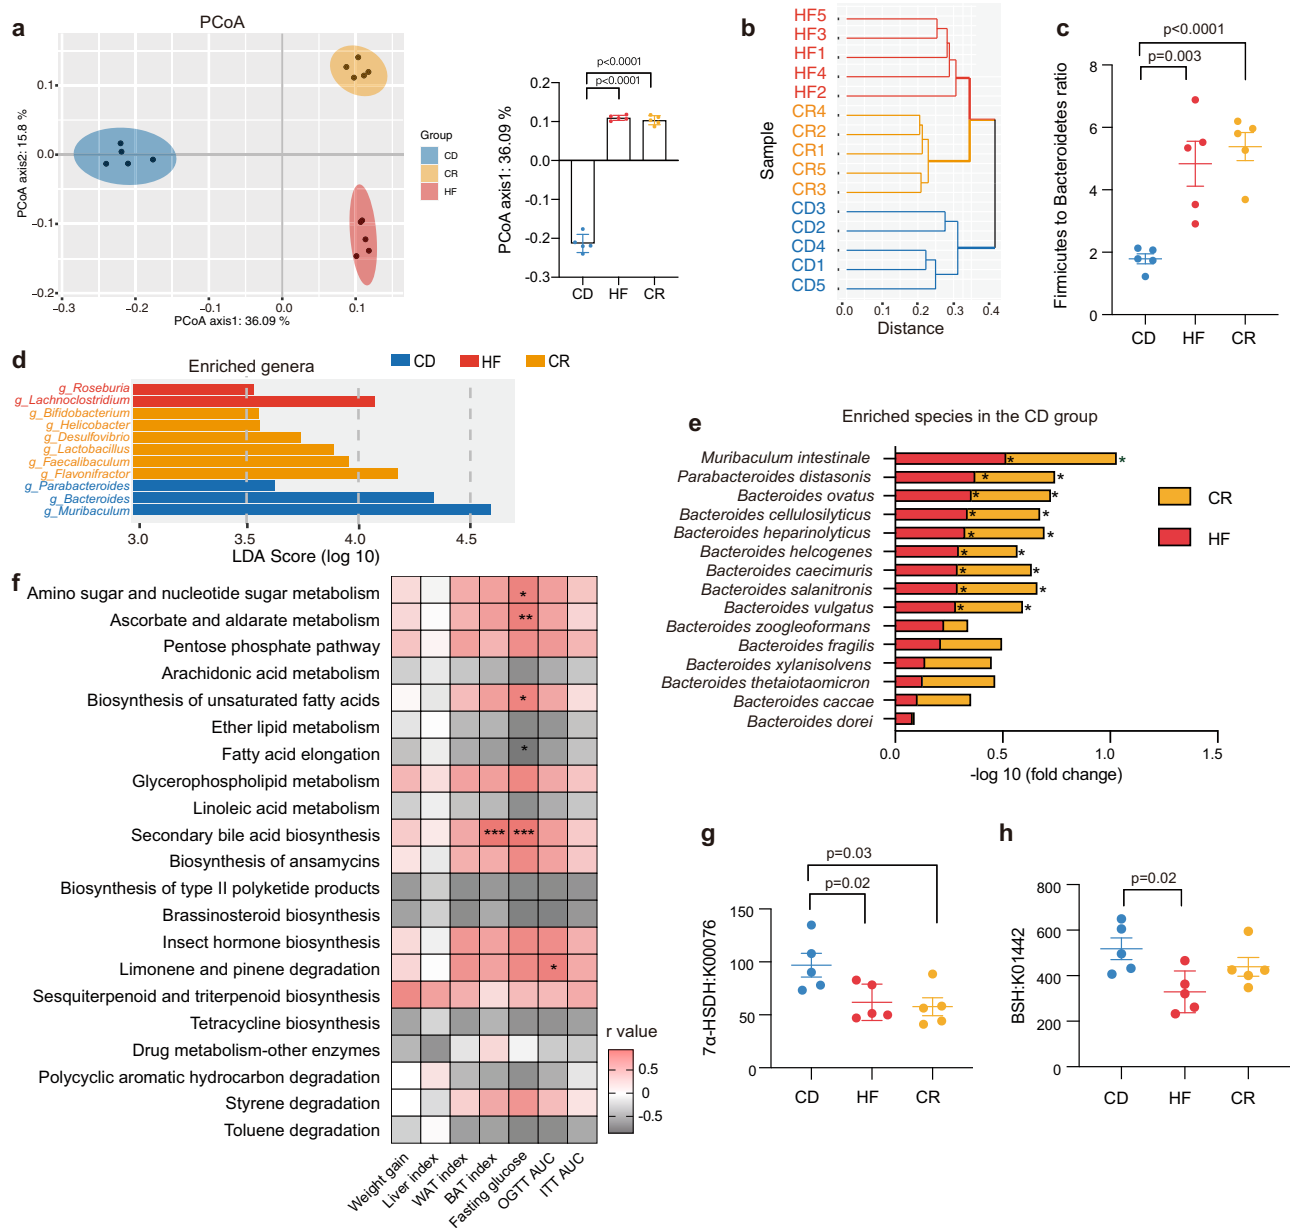 a
PCoA
PCoA axis2: 15.8 %
0.1
0.0
−0.1
−0.2
−0.3
−0.2
−0.1
0.0
0.1
PCoA axis1: 36.09 %
Group
CD
CR
HF
p<0.0001
p<0.0001
PCoA axis1: 36.09 %
0.2
0.1
0.0
-0.1
-0.2
-0.3
CD HF CR
b
Sample
HF5
HF3
HF1
HF4
HF2
CR4
CR2
CR1
CR5
CR3
CD3
CD2
CD4
CD1
CD5
0.0 0.1 0.2 0.3 0.4
Distance
c
p<0.0001
p=0.003
Firmicutes to Bacteroidetes ratio
8
6
4
2
0
CD HF CR
d
Enriched genera
CD HF CR
g_Roseburia
g_Lachnoclostridium
g_Bifidobacterium
g_Helicobacter
g_Desulfovibrio
g_Lactobacillus
g_Faecalibaculum
g_Flavonifractor
g_Parabacteroides
g_Bacteroides
g_Muribaculum
3.0 3.5 4.0 4.5
LDA Score (log 10)
e
Enriched species in the CD group
Muribaculum intestinale
* *
Parabacteroides distasonis
* *
Bacteroides ovatus
* *
Bacteroides cellulosilyticus
* *
Bacteroides heparinolyticus
* *
Bacteroides helcogenes
* *
Bacteroides caecimuris
* *
Bacteroides salanitronis
* *
Bacteroides vulgatus
* *
Bacteroides zoogleoformans
Bacteroides fragilis
Bacteroides xylanisolvens
Bacteroides thetaiotaomicron
Bacteroides caccae
Bacteroides dorei
0.0 0.5 1.0 1.5
-log 10 (fold change)
CR
HF
f
Amino sugar and nucleotide sugar metabolism
*
Ascorbate and aldarate metabolism
**
Pentose phosphate pathway
Arachidonic acid metabolism
Biosynthesis of unsaturated fatty acids
*
Ether lipid metabolism
Fatty acid elongation
*
Glycerophospholipid metabolism
Linoleic acid metabolism
Secondary bile acid biosynthesis
*** ***
Biosynthesis of ansamycins
Biosynthesis of type II polyketide products
Brassinosteroid biosynthesis
Insect hormone biosynthesis
Limonene and pinene degradation
*
Sesquiterpenoid and triterpenoid biosynthesis
Tetracycline biosynthesis
Drug metabolism-other enzymes
Polycyclic aromatic hydrocarbon degradation
Styrene degradation
Toluene degradation
Weight gain
Liver index
WAT index
BAT index
Fasting glucose
OGTT AUC
ITT AUC
r value
0.5
0
-0.5
g
p=0.03
p=0.02
7α-HSDH:K00076
150
100
50
0
CD HF CR
h
p=0.02
BSH:K01442
800
600
400
200
0
CD HF CR